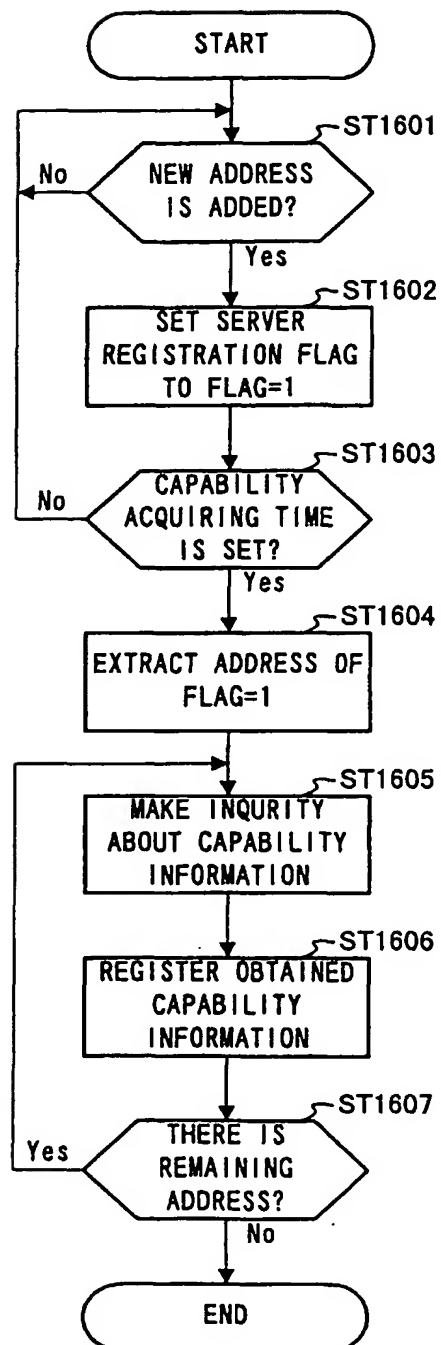 START
ST1601
NEW ADDRESS
IS ADDED?
No
Yes
ST1602
SET SERVER
REGISTRATION FLAG
TO FLAG=1
ST1603
CAPABILITY
ACQUIRING TIME
IS SET?
No
Yes
ST1604
EXTRACT ADDRESS OF
FLAG=1
ST1605
MAKE INQURITY
ABOUT CAPABILITY
INFORMATION
ST1606
REGISTER OBTAINED
CAPABILITY
INFORMATION
ST1607
THERE IS
REMAINING
ADDRESS?
Yes
No
END